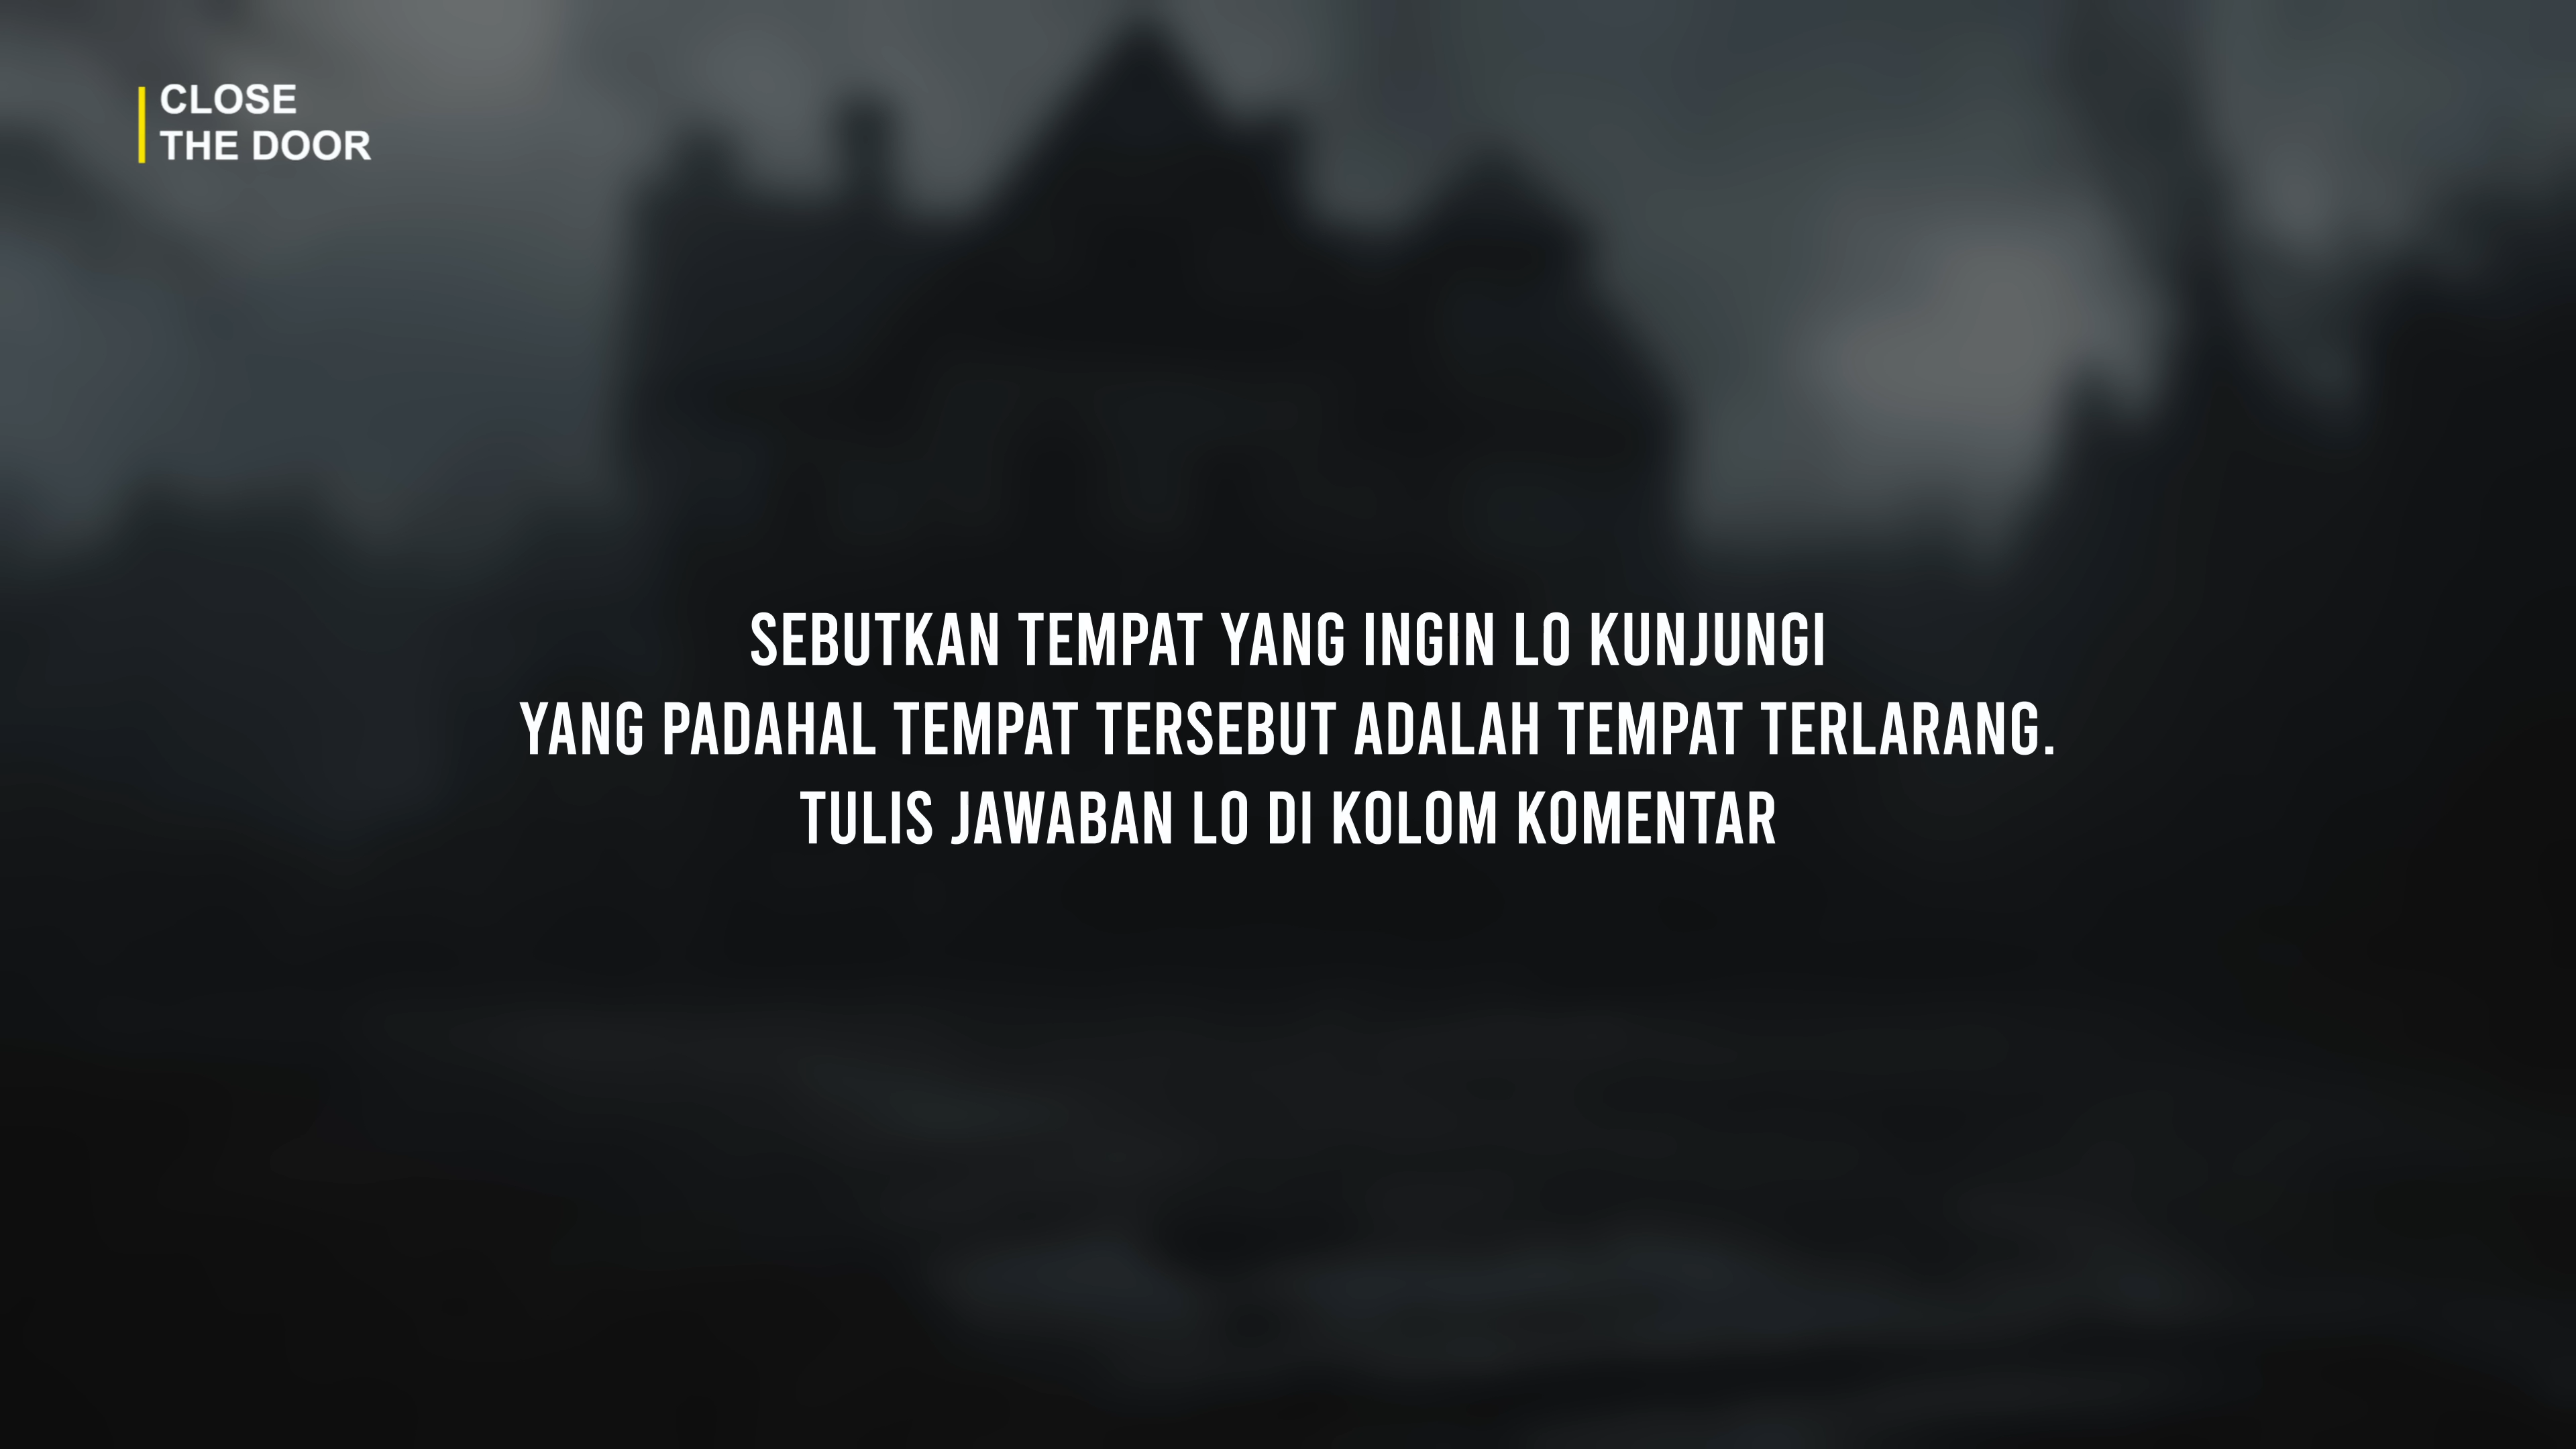 CLOSE
THE DOOR
SEBUTKAN TEMPAT YANG INGIN LO KUNJUNGI
YANG PADAHAL TEMPAT TERSEBUT ADALAH TEMPAT TERLARANG.
TULIS JAWABAN LO DI KOLOM KOMENTAR